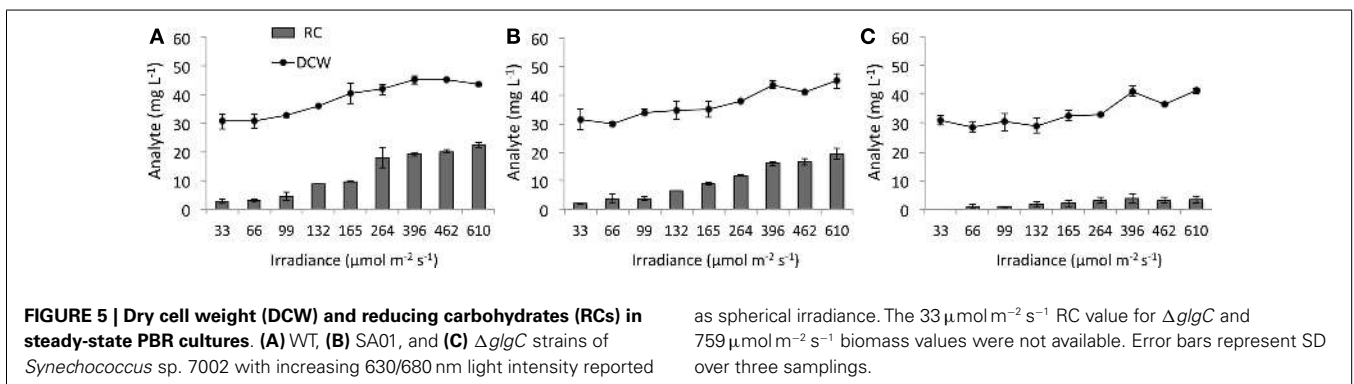 A
B
C
RC
DCW
Analyte (mg L⁻¹)
60
50
40
30
20
10
0
33 66 99 132 165 264 396 462 610
Irradiance (μmol m⁻² s⁻¹)
Analyte (mg L⁻¹)
60
50
40
30
20
10
0
33 66 99 132 165 264 396 462 610
Irradiance (μmol m⁻² s⁻¹)
Analyte (mg L⁻¹)
60
50
40
30
20
10
0
33 66 99 132 165 264 396 462 610
Irradiance (μmol m⁻² s⁻¹)
FIGURE 5 | Dry cell weight (DCW) and reducing carbohydrates (RCs) in
steady-state PBR cultures. (A) WT, (B) SA01, and (C) ΔglgC strains of
Synechococcus sp. 7002 with increasing 630/680 nm light intensity reported
as spherical irradiance. The 33 μmol m⁻² s⁻¹ RC value for ΔglgC and
759 μmol m⁻² s⁻¹ biomass values were not available. Error bars represent SD
over three samplings.